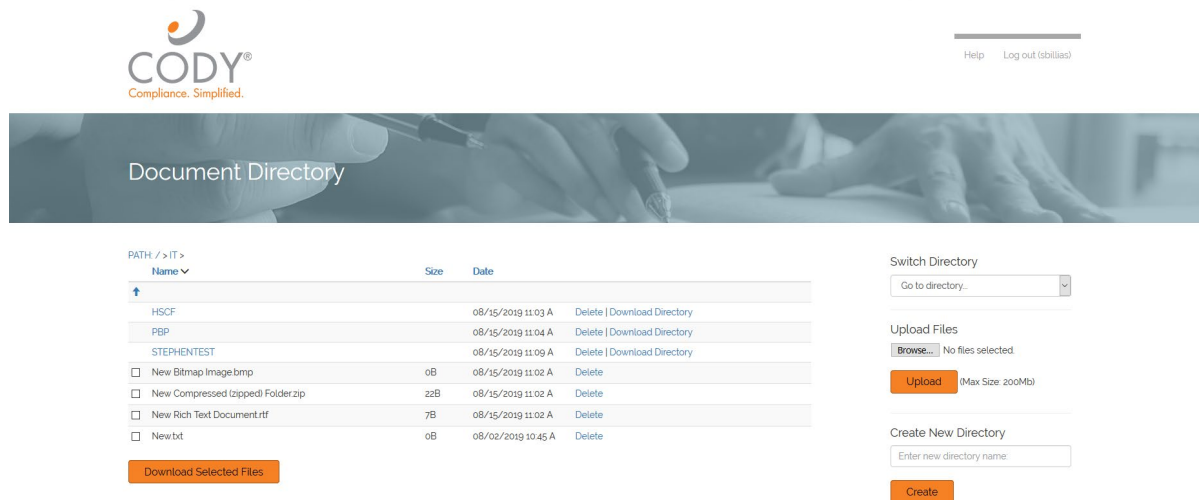 CODY®
Compliance. Simplified.
Help Log out (sbillias)
Document Directory
PATH: / > IT >
Name Size Date
HSCF 08/15/2019 11:03 A Delete | Download Directory
PBP 08/15/2019 11:04 A Delete | Download Directory
STEPHENTEST 08/15/2019 11:09 A Delete | Download Directory
New Bitmap Image.bmp 0B 08/15/2019 11:02 A Delete
New Compressed (zipped) Folder.zip 22B 08/15/2019 11:02 A Delete
New Rich Text Document.rtf 7B 08/15/2019 11:02 A Delete
New.txt 0B 08/02/2019 10:45 A Delete
Download Selected Files
Switch Directory
Go to directory...
Upload Files
Browse... No files selected.
Upload (Max Size: 200Mb)
Create New Directory
Enter new directory name
Create